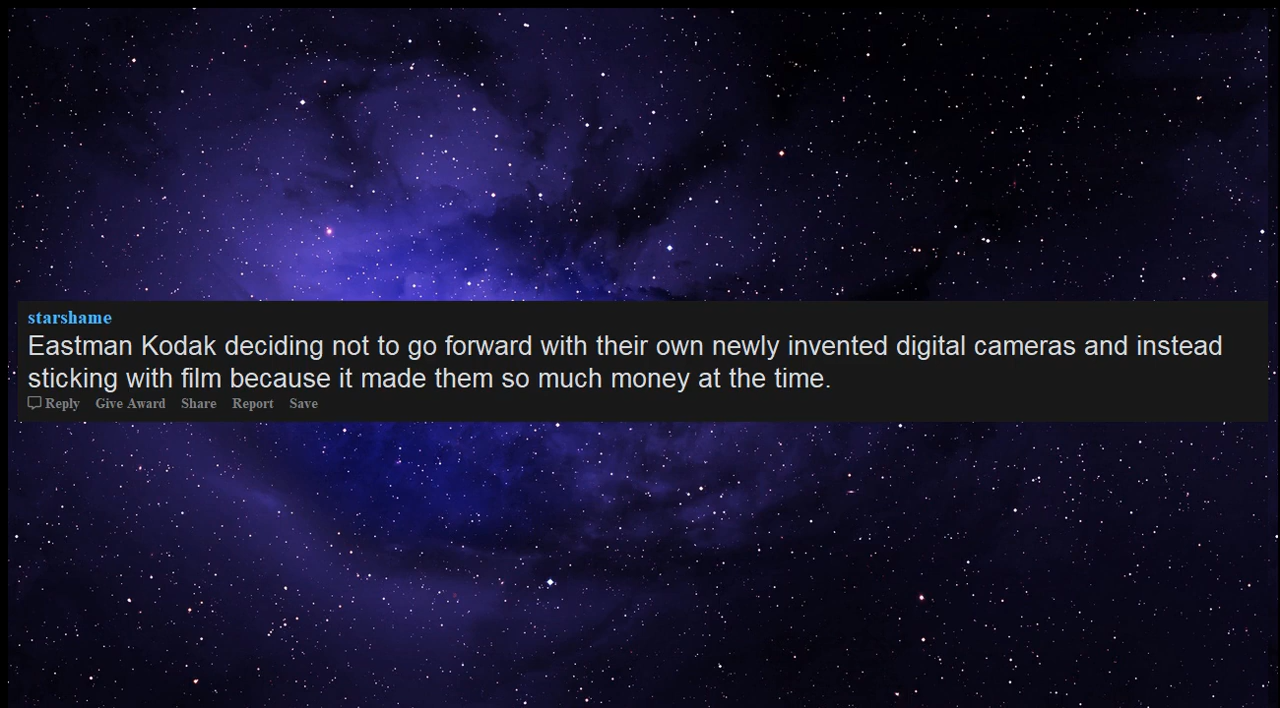 starshame
Eastman Kodak deciding not to go forward with their own newly invented digital cameras and instead
sticking with film because it made them so much money at the time.
Reply Give Award Share Report Save